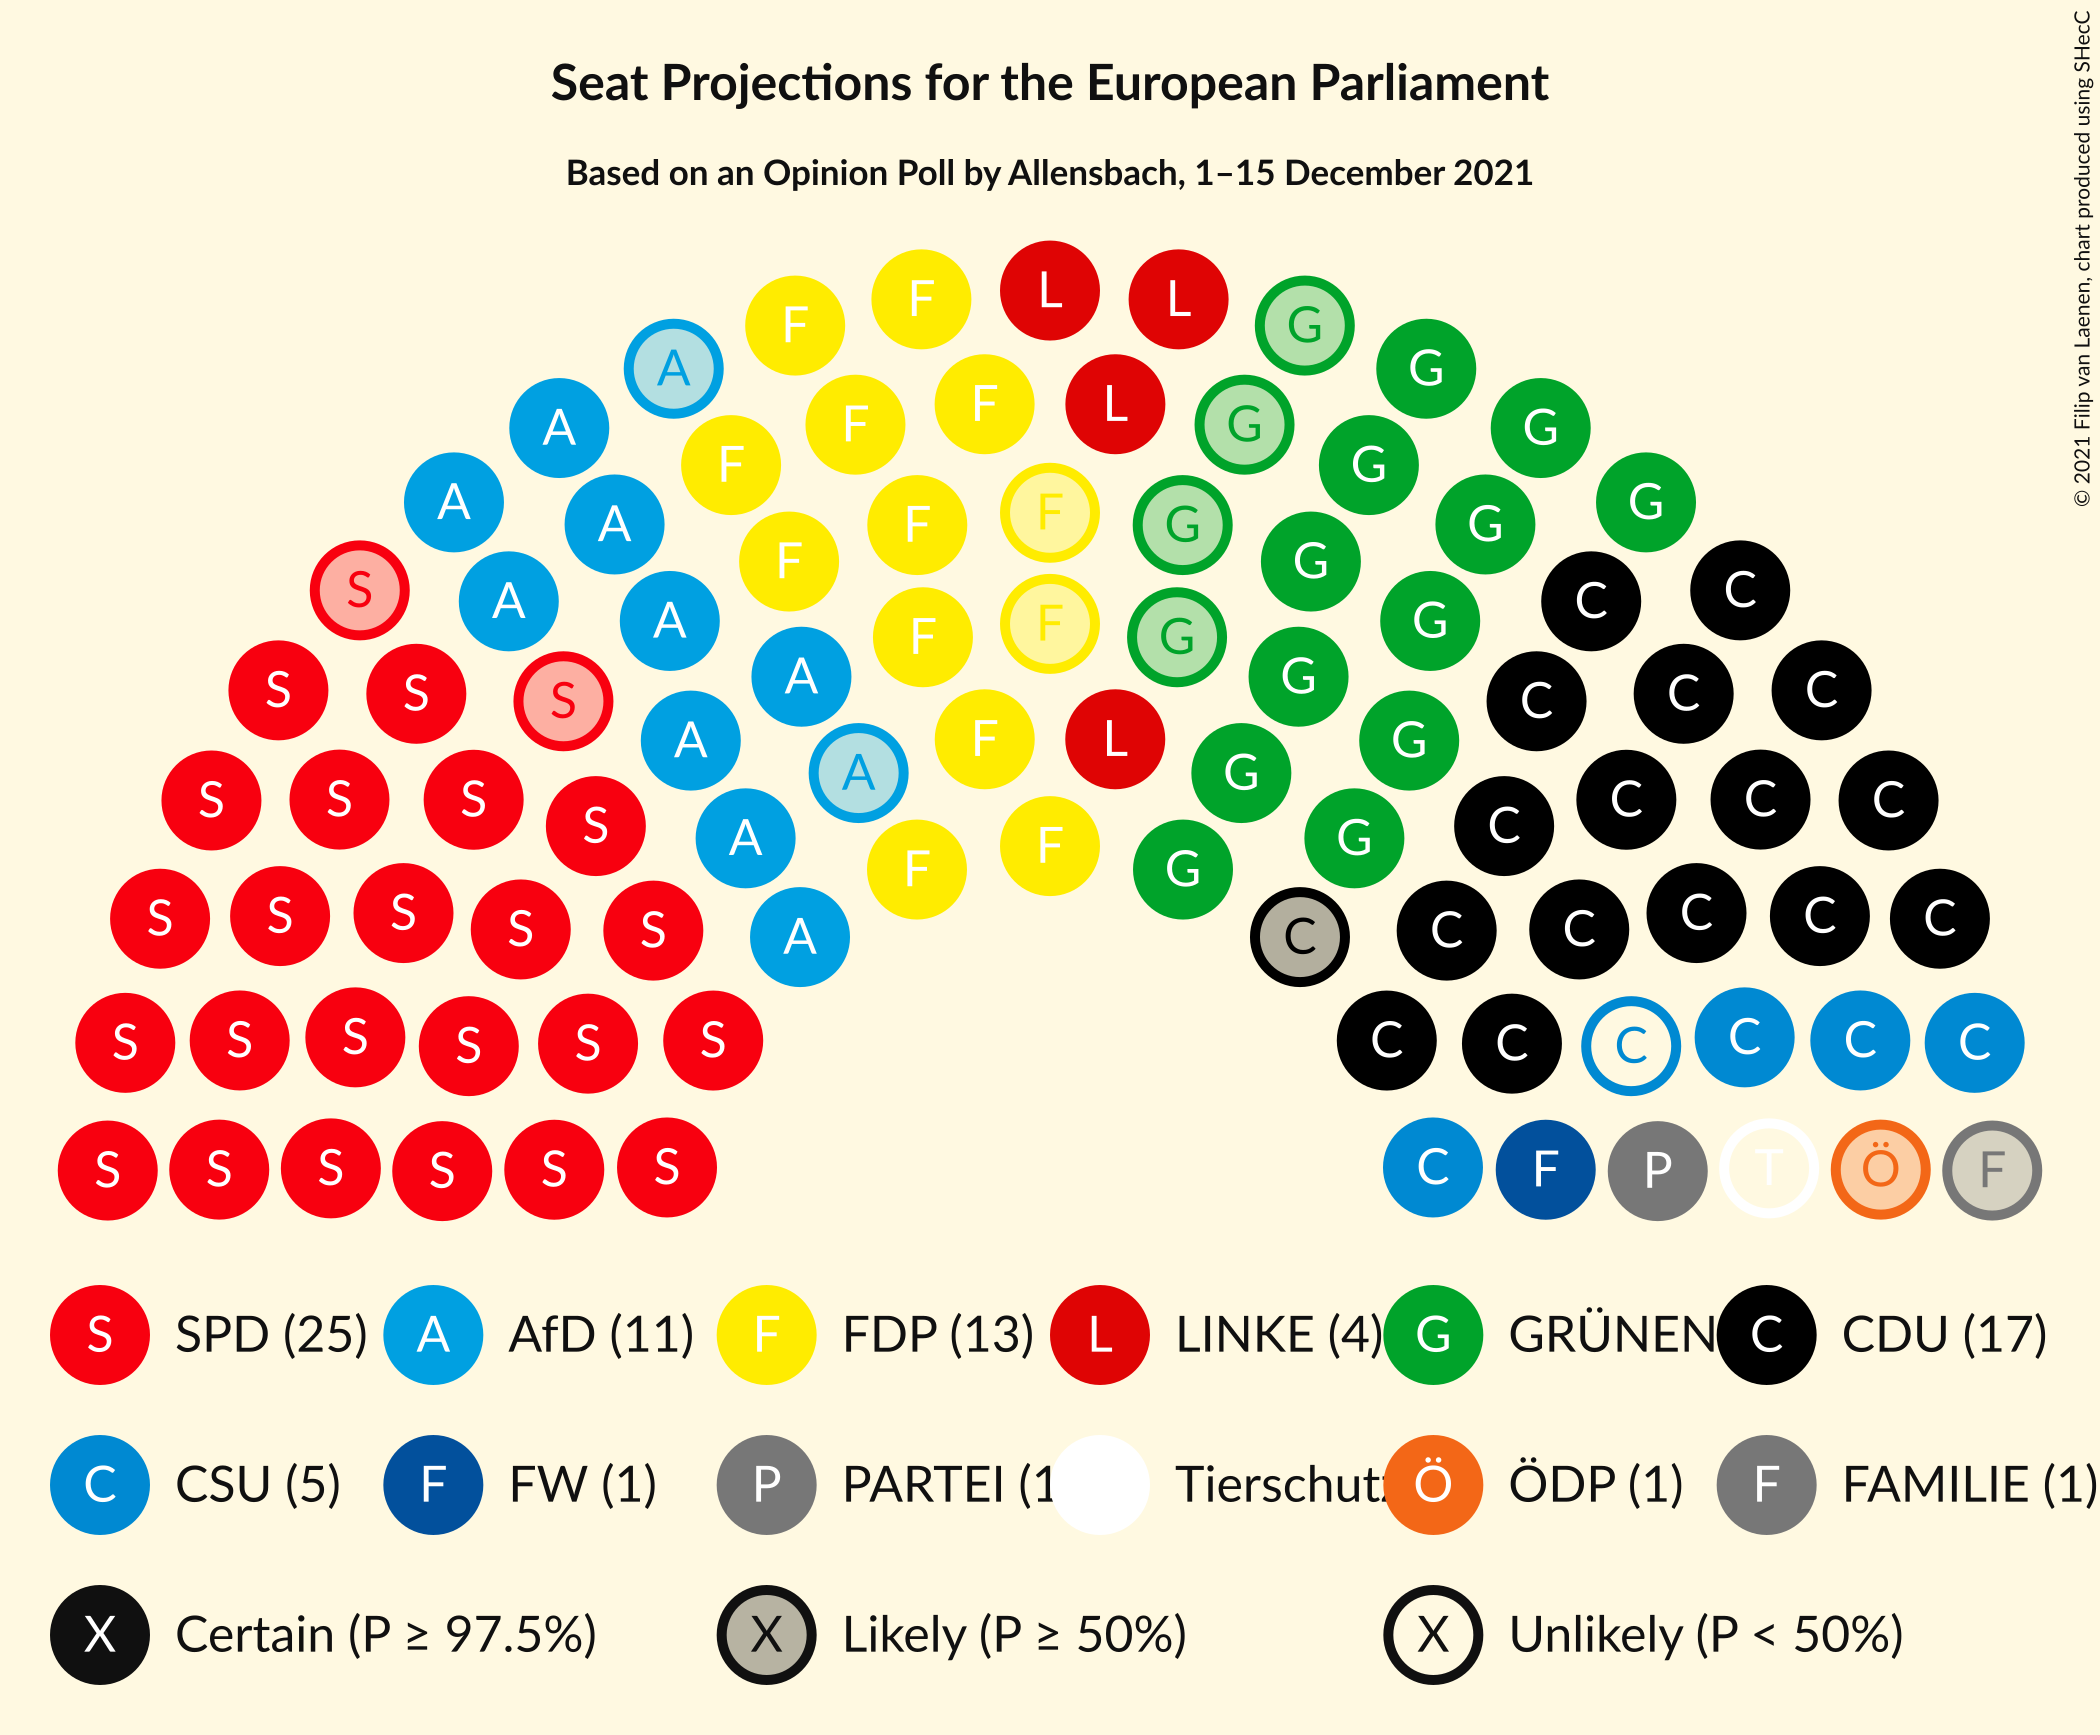 Seat Projections for the European Parliament
Based on an Opinion Poll by Allensbach, 1–15 December 2021
© 2021 Filip van Laenen, chart produced using SHecC
F L L G
A F F G
A F F L G G
A A F F F G G G
S A A F F G G G C C
S S S A A F G G G C C C
S S S S A A F L G G C C C C
S S S S S A F F G C C C C C C
S S S S S S A C C C C C C C
S S S S S S C F P T Ö F
S SPD (25) A AfD (11) F FDP (13) L LINKE (4) G GRÜNEN C CDU (17)
C CSU (5) F FW (1) P PARTEI (1 Tierschutz Ö ÖDP (1) F FAMILIE (1)
X Certain (P ≥ 97.5%) X Likely (P ≥ 50%) X Unlikely (P < 50%)